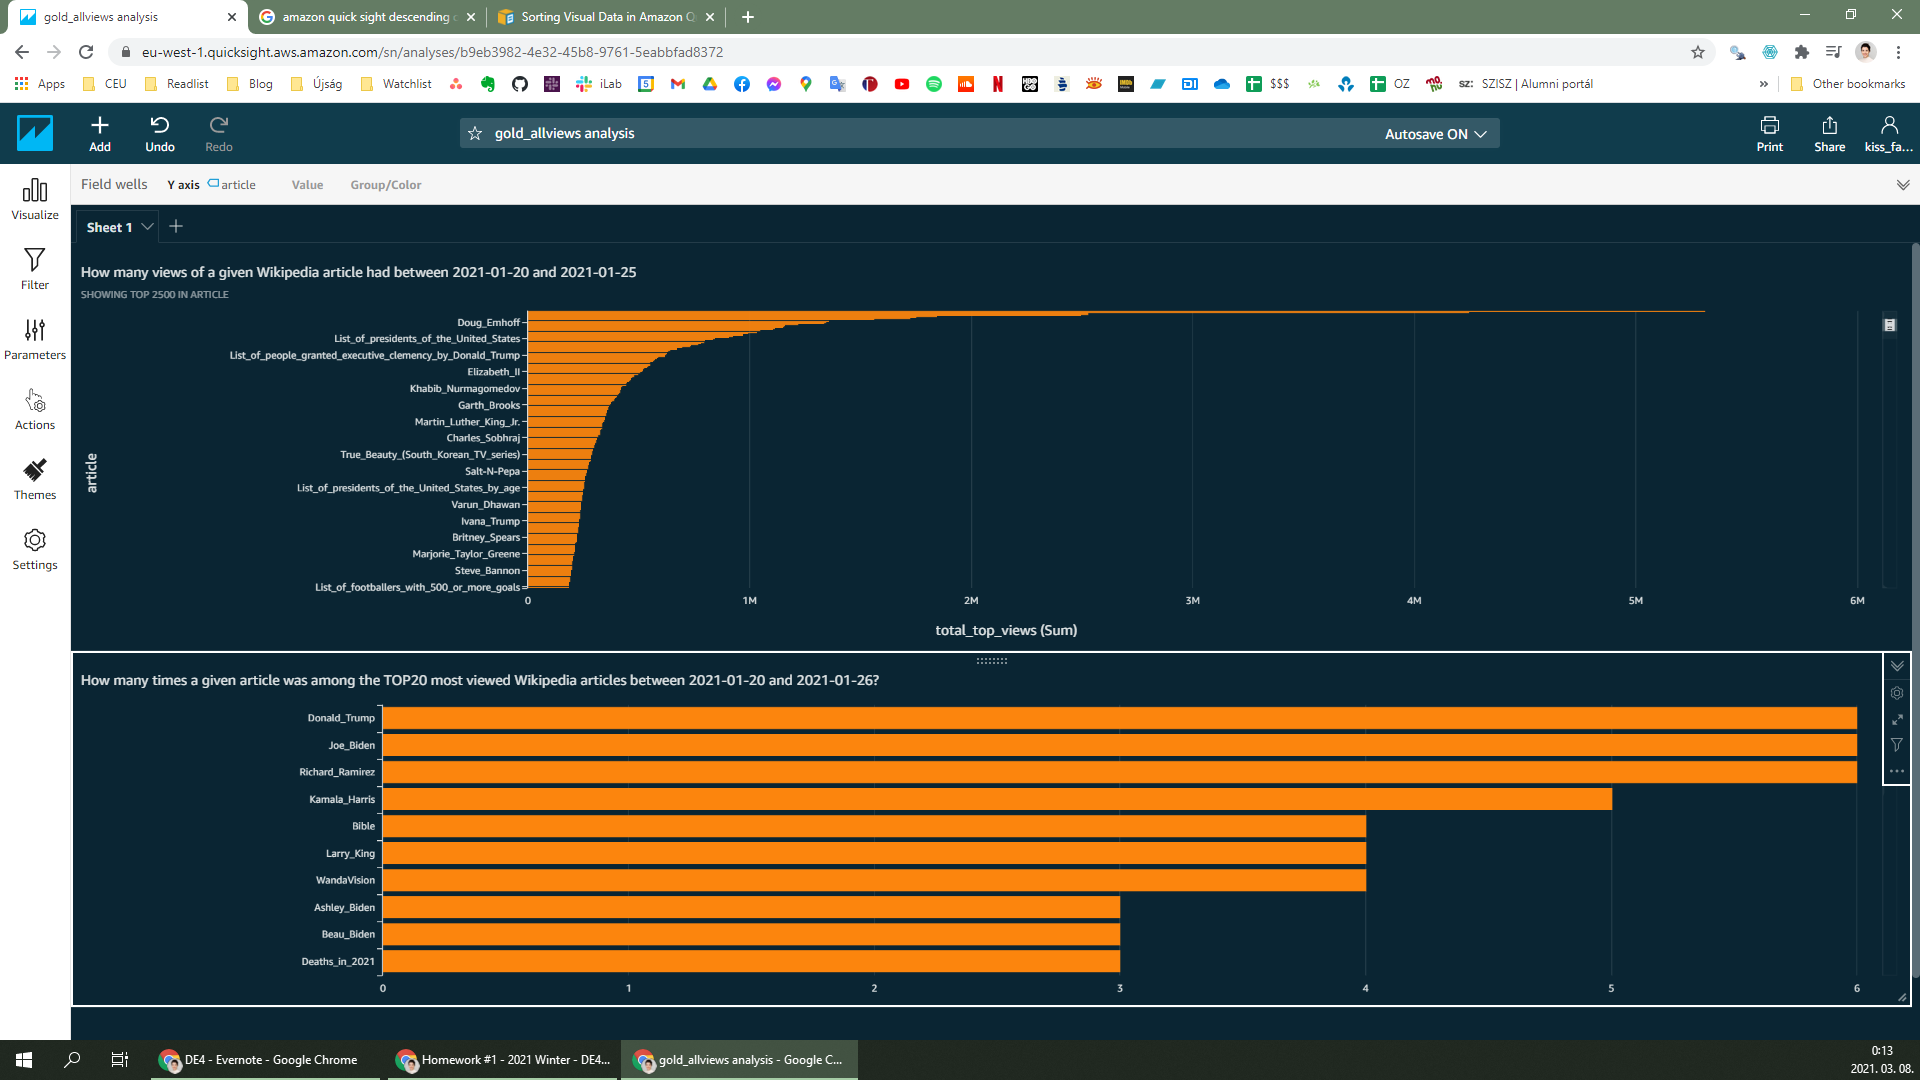 gold_allviews analysis
amazon quick sight descending
Sorting Visual Data in Amazon Q
eu-west-1.quicksight.aws.amazon.com/sn/analyses/b9eb3982-4e32-45b8-9761-5eabbfad8372
Apps CEU Readlist Blog Újság Watchlist iLab $$$ OZ SZISZ | Alumni portál » Other bookmarks
Add Undo Redo gold_allviews analysis Autosave ON Print Share kiss_fa...
Field wells Y axis article Value Group/Color
Visualize
Filter
Parameters
Actions
Themes
Settings
Sheet 1
How many views of a given Wikipedia article had between 2021-01-20 and 2021-01-25
SHOWING TOP 2500 IN ARTICLE
article
Doug_Emhoff
List_of_presidents_of_the_United_States
List_of_people_granted_executive_clemency_by_Donald_Trump
Elizabeth_II
Khabib_Nurmagomedov
Garth_Brooks
Martin_Luther_King_Jr.
Charles_Sobhraj
True_Beauty_(South_Korean_TV_series)
Salt-N-Pepa
List_of_presidents_of_the_United_States_by_age
Varun_Dhawan
Ivana_Trump
Britney_Spears
Marjorie_Taylor_Greene
Steve_Bannon
List_of_footballers_with_500_or_more_goals
0 1M 2M 3M 4M 5M 6M
total_top_views (Sum)
How many times a given article was among the TOP20 most viewed Wikipedia articles between 2021-01-20 and 2021-01-26?
Donald_Trump
Joe_Biden
Richard_Ramirez
Kamala_Harris
Bible
Larry_King
WandaVision
Ashley_Biden
Beau_Biden
Deaths_in_2021
0 1 2 3 4 5 6
DE4 - Evernote - Google Chrome
Homework #1 - 2021 Winter - DE4...
gold_allviews analysis - Google C...
0:13
2021. 03. 08.